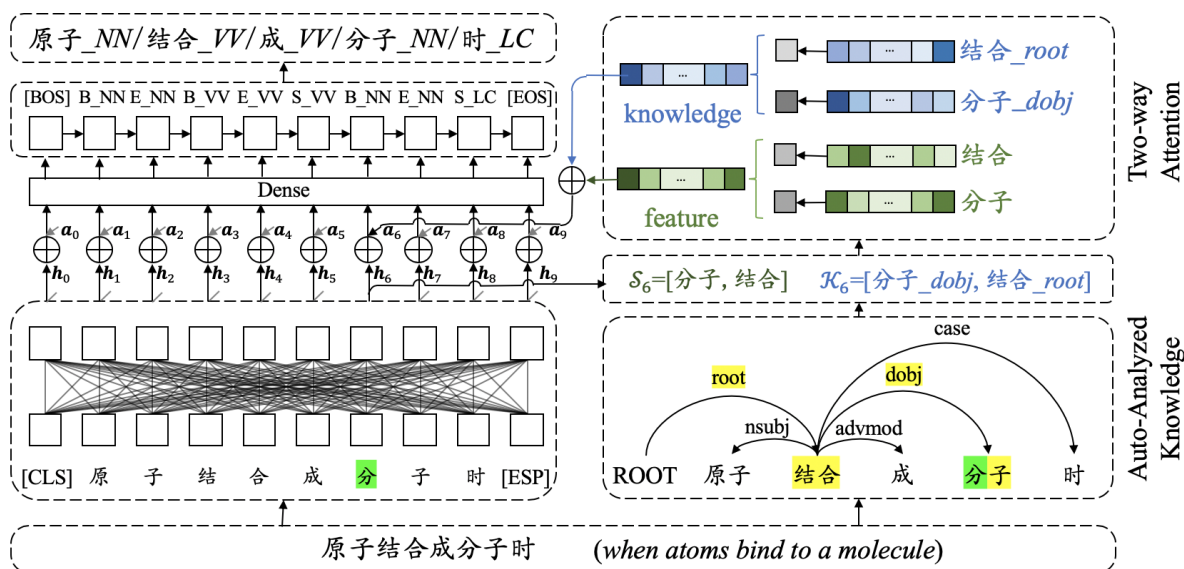 原子_NN/结合_VV/成_VV/分子_NN/时_LC
[BOS] B_NN E_NN B_VV E_VV S_VV B_NN E_NN S_LC [EOS]
Dense
a0 a1 a2 a3 a4 a5 a6 a7 a8 a9
h0 h1 h2 h3 h4 h5 h6 h7 h8 h9
[CLS] 原 子 结 合 成 分 子 时 [ESP]
knowledge
... 结合_root
...
... 分子_dobj
feature
... 结合
...
... 分子
Two-way
Attention
S6=[分子, 结合] K6=[分子_dobj, 结合_root]
case
root dobj
nsubj advmod
ROOT 原子 结合 成 分子 时
Auto-Analyzed
Knowledge
原子结合成分子时 (when atoms bind to a molecule)